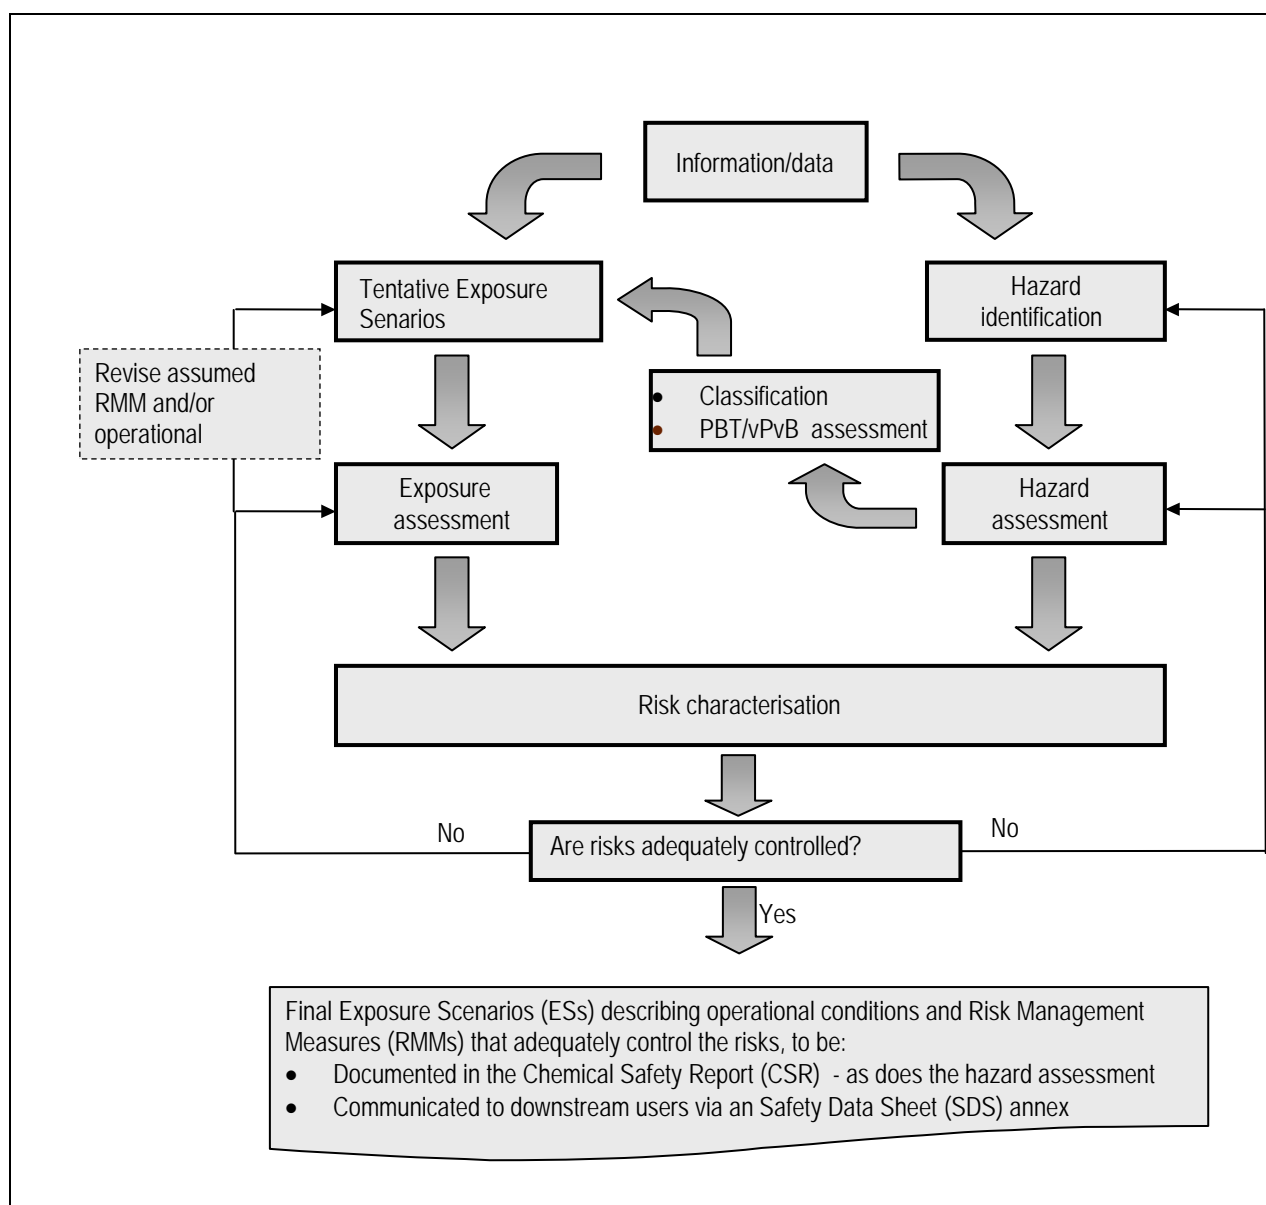 Information/data
Tentative Exposure
Senarios
Hazard
identification
Revise assumed
RMM and/or
operational
• Classification
• PBT/vPvB assessment
Exposure
assessment
Hazard
assessment
Risk characterisation
No
Are risks adequately controlled?
No
Yes
Final Exposure Scenarios (ESs) describing operational conditions and Risk Management
Measures (RMMs) that adequately control the risks, to be:
• Documented in the Chemical Safety Report (CSR) - as does the hazard assessment
• Communicated to downstream users via an Safety Data Sheet (SDS) annex